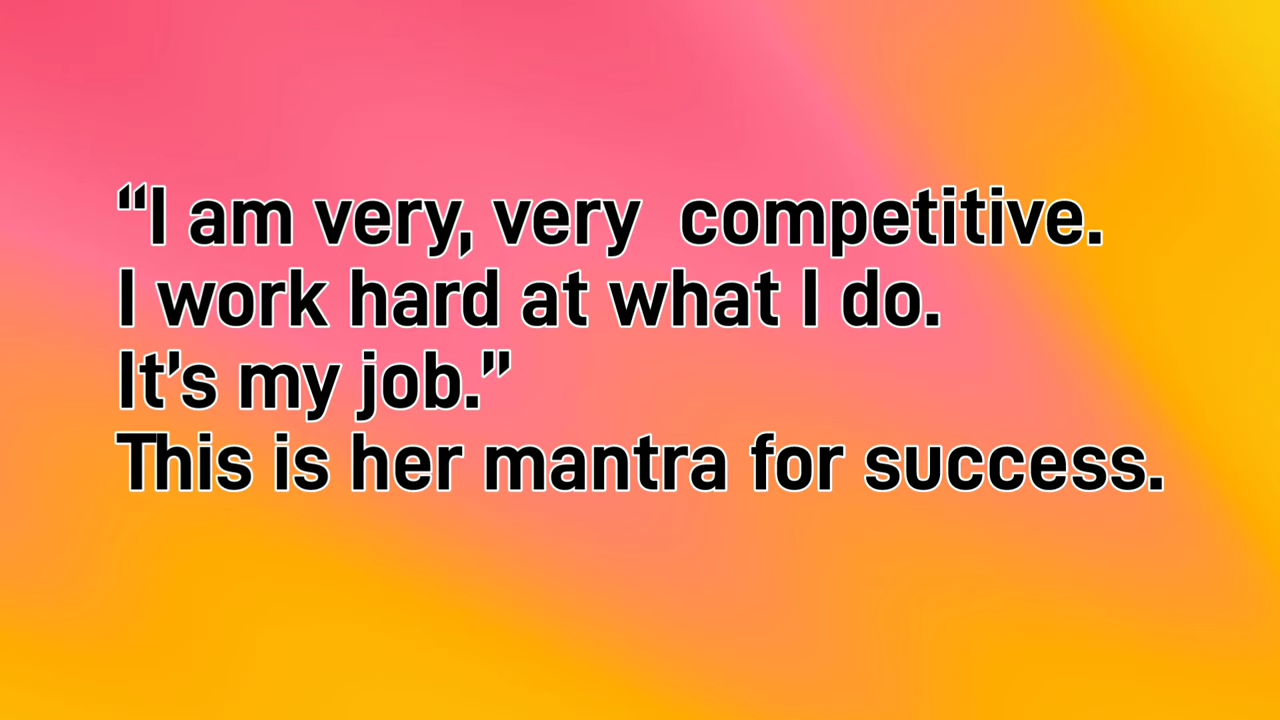 “I am very, very  competitive.
I work hard at what I do.
It’s my job.”
This is her mantra for success.